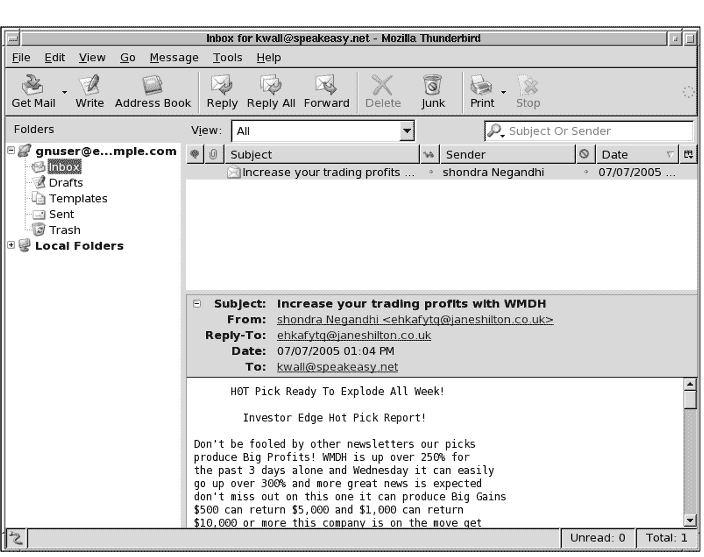 Inbox for kwall@speakeasy.net - Mozilla Thunderbird
File Edit View Go Message Tools Help
Get Mail Write Address Book Reply Reply All Forward Delete Junk Print Stop
Folders View: All Subject Or Sender
gnuser@e...mple.com
Inbox
Drafts
Templates
Sent
Trash
Local Folders
Subject Sender Date
Increase your trading profits ... shondra Negandhi 07/07/2005 ...
Subject: Increase your trading profits with WMDH
From: shondra Negandhi <ehkafytq@janeshilton.co.uk>
Reply-To: ehkafytq@janeshilton.co.uk
Date: 07/07/2005 01:04 PM
To: kwall@speakeasy.net
HOT Pick Ready To Explode All Week!
Investor Edge Hot Pick Report!
Don't be fooled by other newsletters our picks
produce Big Profits! WMDH is up over 250% for
the past 3 days alone and Wednesday it can easily
go up over 300% and more great news is expected
don't miss out on this one it can produce Big Gains
$500 can return $5,000 and $1,000 can return
$10,000 or more this company is on the move get
Unread: 0 Total: 1